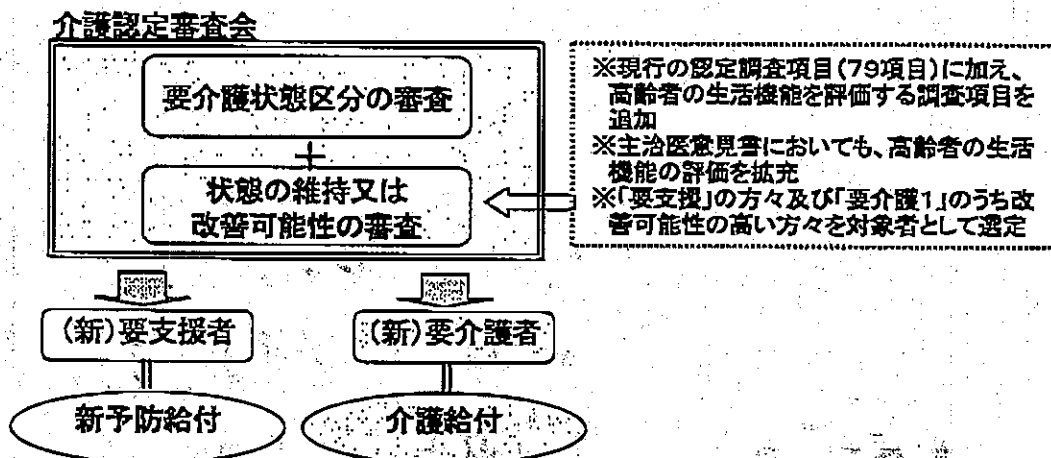 介護認定審査会
要介護状態区分の審査
+
状態の維持又は
改善可能性の審査
※現行の認定調査項目(79項目)に加え、
高齢者の生活機能を評価する調査項目を
追加
※主治医意見書においても、高齢者の生活
機能の評価を拡充
※「要支援」の方々及び「要介護1」のうち改
善可能性の高い方々を対象者として選定
(新)要支援者
(新)要介護者
新予防給付
介護給付